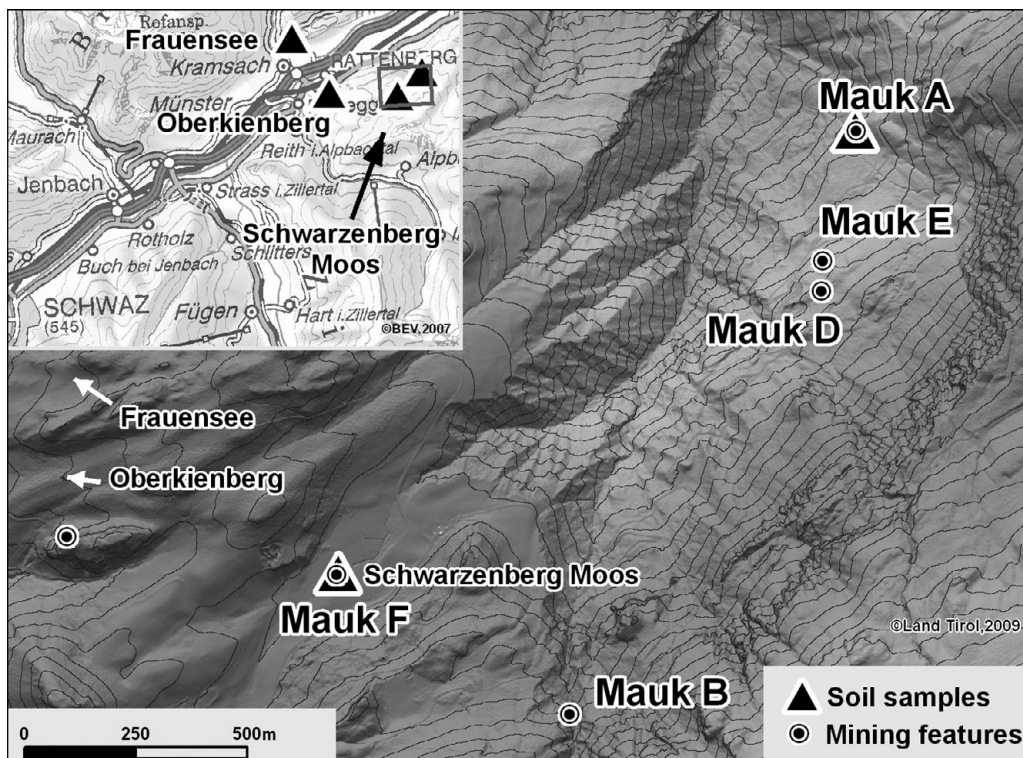 Rofansp.
Frauensee
Kramsach
RATTENBERG
Münster
egg
Oberkienberg
Maurach
Reith i.Alpbachtal
Alpb
Jenbach
Strass i.Zillertal
Schwarzenberg
Moos
Rotholz
Schlitters
Buch bei Jenbach
SCHWAZ
(545)
Fügen
Hart i.Zillertal
Z
i
©BEV,2007
Mauk A
Mauk E
Mauk D
Frauensee
Oberkienberg
Schwarzenberg Moos
Mauk F
©Land Tirol,2009
Mauk B
Soil samples
Mining features
0 250 500m